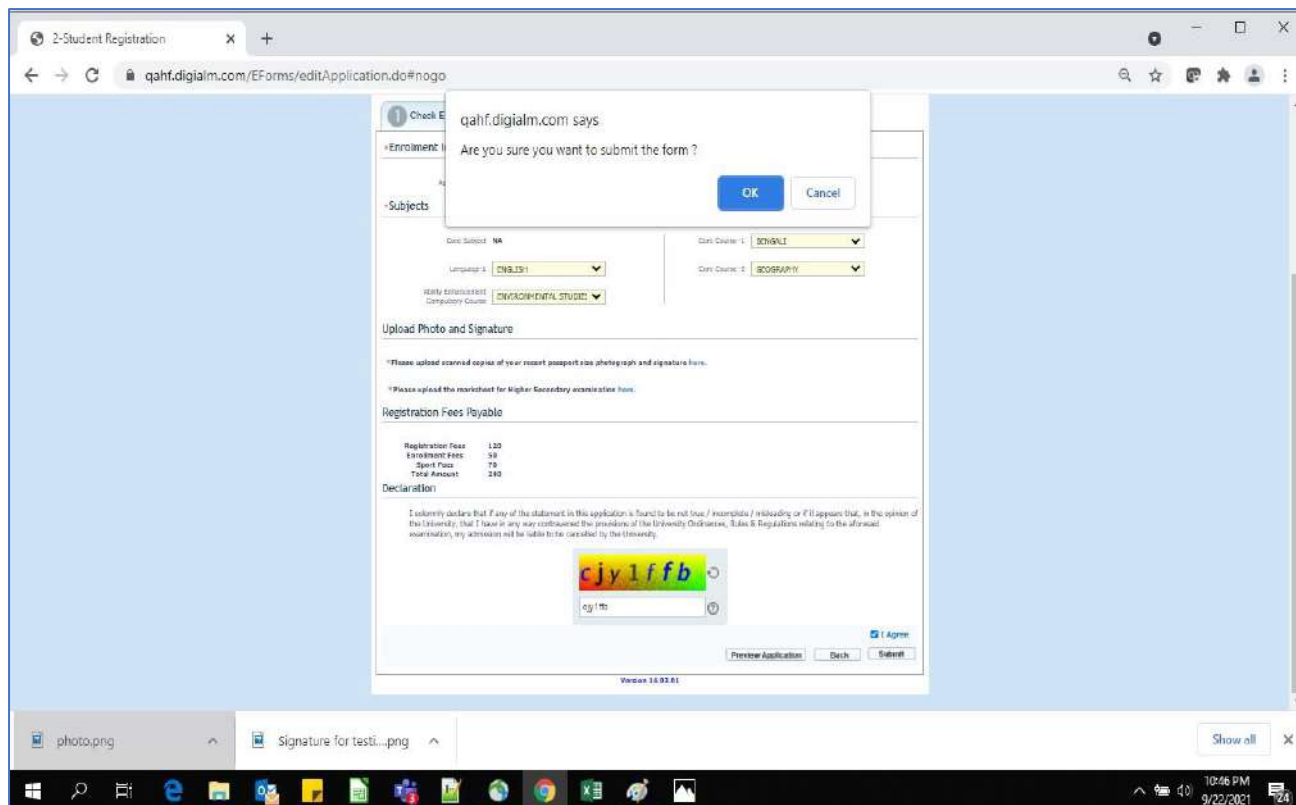 2-Student Registration
qahf.digialm.com/EForms/editApplication.do#nogo
qahf.digialm.com says
Are you sure you want to submit the form ?
OK Cancel
1 Check E
Enrolment I
-Subjects
Core Subject NA Core Course-1 BENGALI
Language-1 ENGLISH Core Course-2 GEOGRAPHY
Ability Enhancement Compulsory Course ENVIRONMENTAL STUDIES
Upload Photo and Signature
*Please upload scanned copies of your recent passport size photograph and signature here.
*Please upload the marksheet for Higher Secondary examination here.
Registration Fees Payable
Registration Fees 120
Enrollment Fees 50
Sport Fees 70
Total Amount 240
Declaration
I solemnly declare that if any of the statement in this application is found to be not true / incomplete / misleading or if it appears that, in the opinion of
the University, that I have in any way contravened the provisions of the University Ordinances, Rules & Regulations relating to the aforesaid
examination, my admission will be liable to be cancelled by the University.
cjy1ffb
cjy1ffb
I Agree
Preview Application Back Submit
Version 16.03.01
photo.png Signature for testi....png Show all
10:46 PM
9/22/2021
24